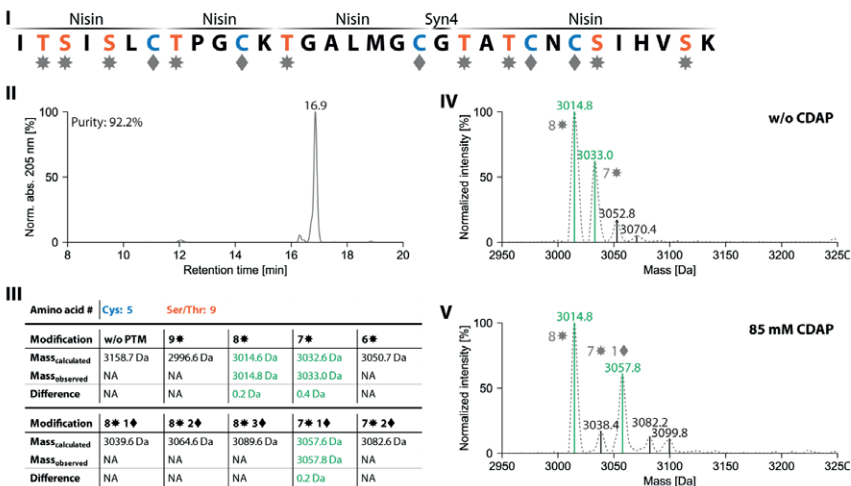 I
Nisin Nisin Nisin Syn4 Nisin
I T S I S L C T P G C K T G A L M G C G T A T C N C S I H V S K
II
100
50
0
Norm. abs. 205 nm [%]
Purity: 92.2%
16.9
8 10 12 14 16 18 20
Retention time [min]
III
Amino acid # Cys: 5 Ser/Thr: 9
Modification w/o PTM 9✸ 8✸ 7✸ 6✸
Mass calculated 3158.7 Da 2996.6 Da 3014.6 Da 3032.6 Da 3050.7 Da
Mass observed NA NA 3014.8 Da 3033.0 Da NA
Difference NA NA 0.2 Da 0.4 Da NA
Modification 8✸ 1♦ 8✸ 2♦ 8✸ 3♦ 7✸ 1♦ 7✸ 2♦
Mass calculated 3039.6 Da 3064.6 Da 3089.6 Da 3057.6 Da 3082.6 Da
Mass observed NA NA NA 3057.8 Da NA
Difference NA NA NA 0.2 Da NA
IV
w/o CDAP
100
50
0
Normalized intensity [%]
3014.8
8✸
3033.0
7✸
3052.8
3070.4
2950 3000 3050 3100 3150 3200 3250
Mass [Da]
V
85 mM CDAP
100
50
0
Normalized intensity [%]
3014.8
8✸
7✸ 1♦
3057.8
3038.4
3082.2
3099.8
2950 3000 3050 3100 3150 3200 3250
Mass [Da]